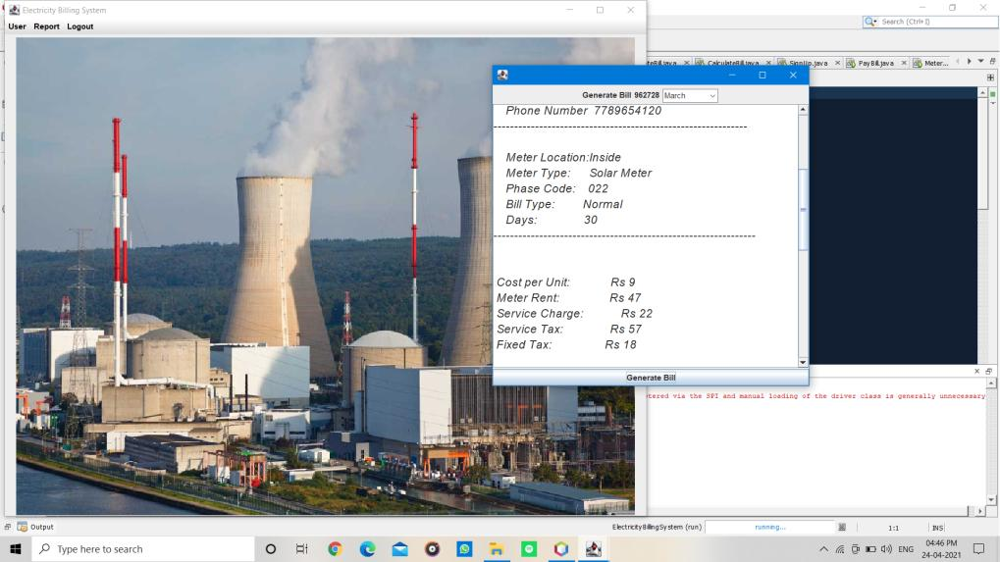 Electricity Billing System
User Report Logout
Search (Ctrl+I)
CalculateBill.java
SignUp.java
PayBill.java
Meter...
Generate Bill 962728 March
Phone Number 7789654120
Meter Location:Inside
Meter Type: Solar Meter
Phase Code: 022
Bill Type: Normal
Days: 30
Cost per Unit: Rs 9
Meter Rent: Rs 47
Service Charge: Rs 22
Service Tax: Rs 57
Fixed Tax: Rs 18
Generate Bill
via the SPI and manual loading of the driver class is generally unnecessary
Output
ElectricityBillingSystem (run)
running...
1:1
INS
Type here to search
ENG
04:46 PM
24-04-2021